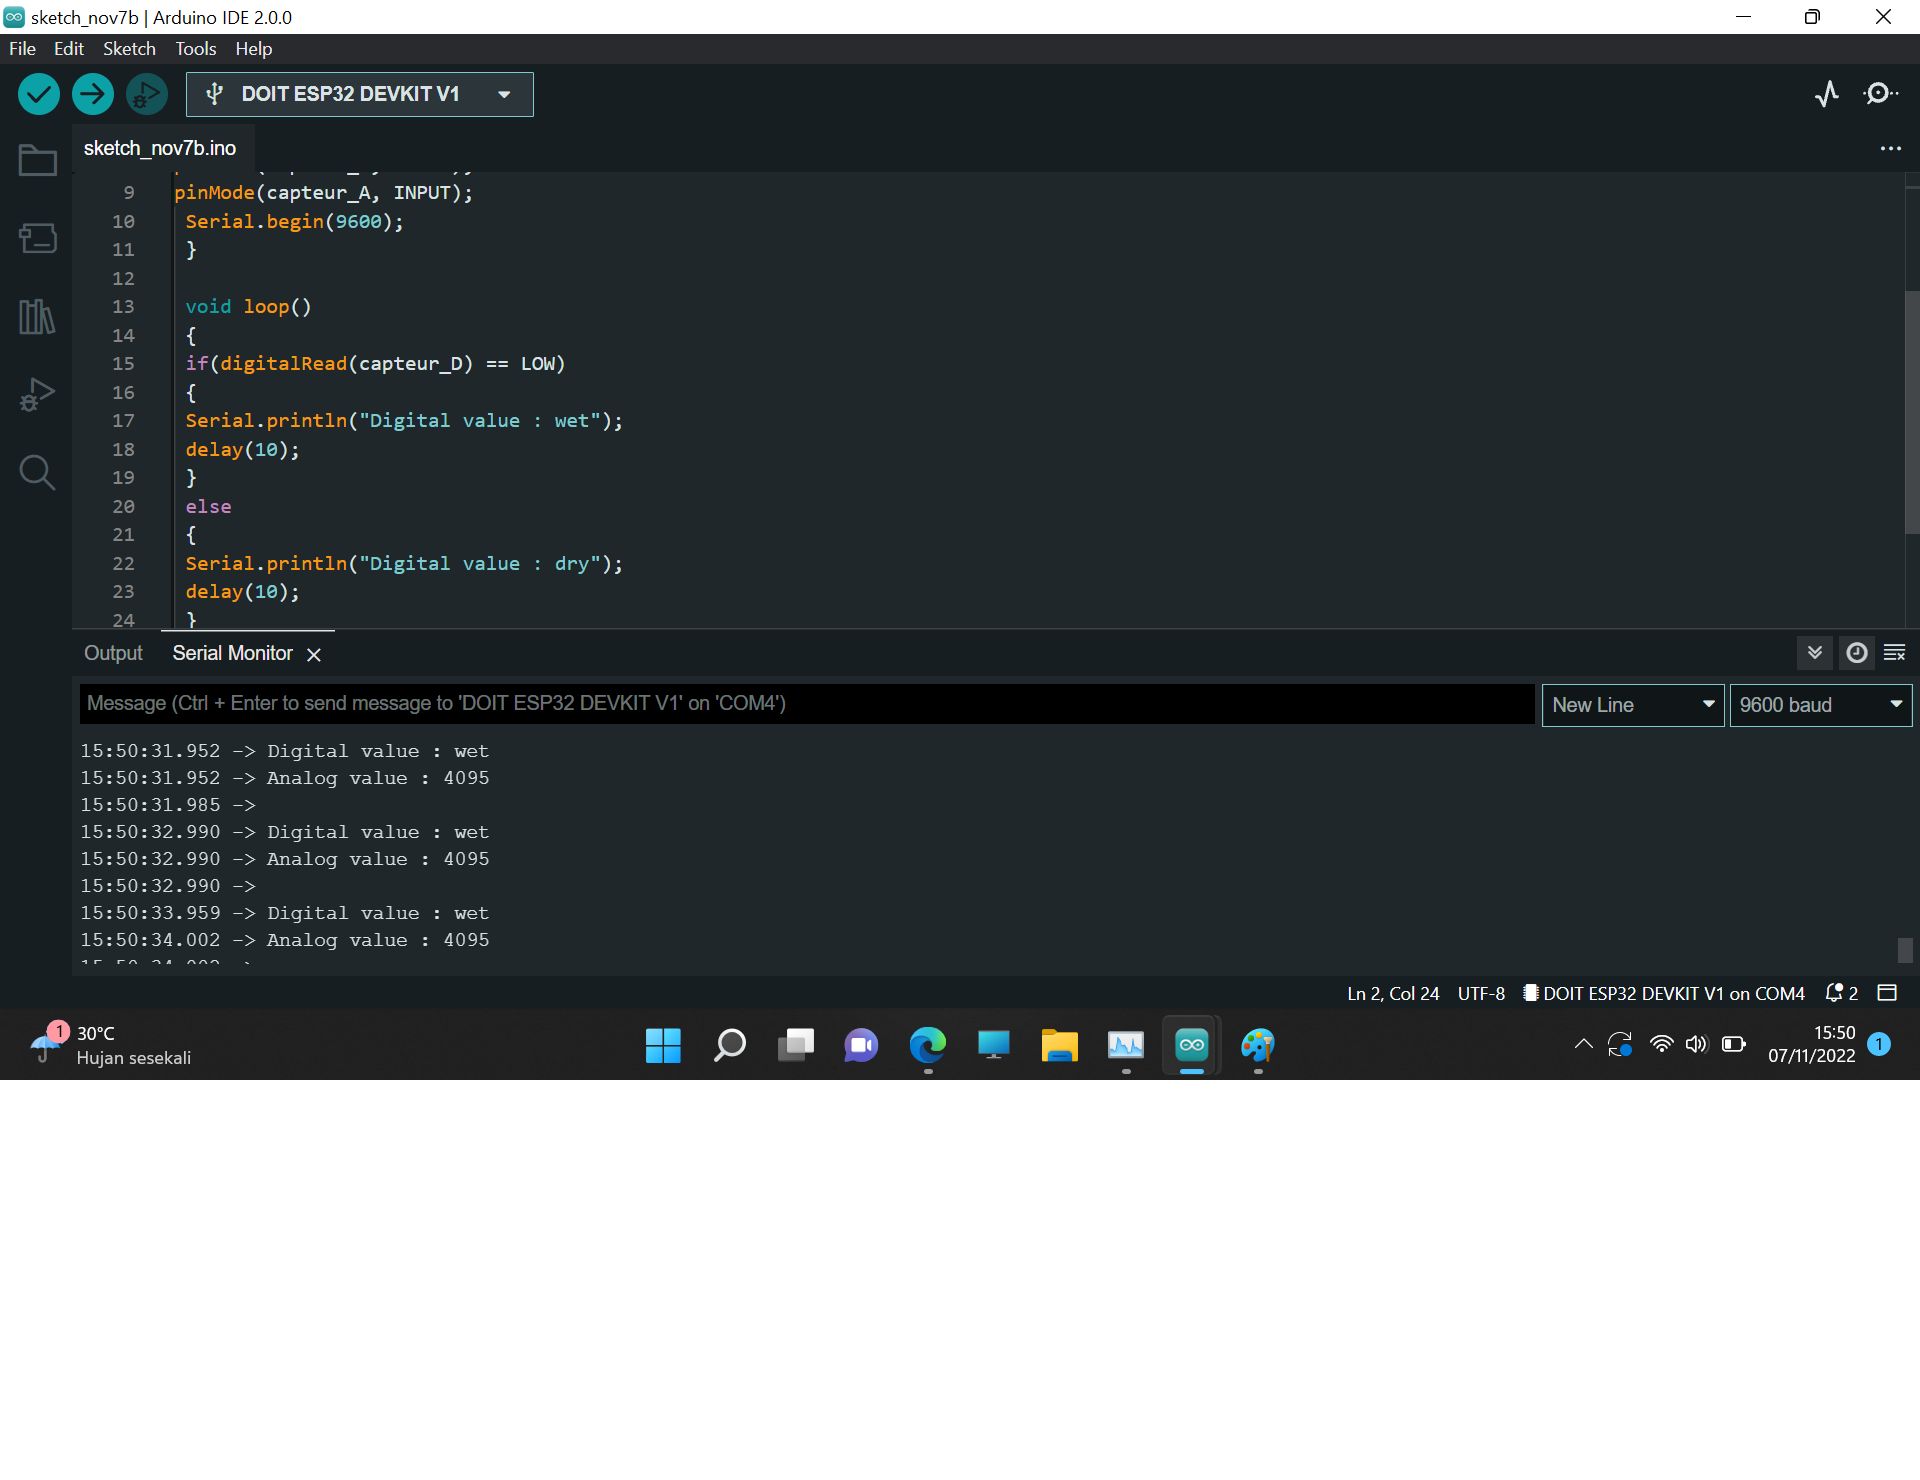 sketch_nov7b | Arduino IDE 2.0.0
File Edit Sketch Tools Help
DOIT ESP32 DEVKIT V1
sketch_nov7b.ino
9 pinMode(capteur_A, INPUT);
10 Serial.begin(9600);
11 }
12
13 void loop()
14 {
15 if(digitalRead(capteur_D) == LOW)
16 {
17 Serial.println("Digital value : wet");
18 delay(10);
19 }
20 else
21 {
22 Serial.println("Digital value : dry");
23 delay(10);
24 }
Output Serial Monitor
Message (Ctrl + Enter to send message to 'DOIT ESP32 DEVKIT V1' on 'COM4')
New Line 9600 baud
15:50:31.952 -> Digital value : wet
15:50:31.952 -> Analog value : 4095
15:50:31.985 ->
15:50:32.990 -> Digital value : wet
15:50:32.990 -> Analog value : 4095
15:50:32.990 ->
15:50:33.959 -> Digital value : wet
15:50:34.002 -> Analog value : 4095
Ln 2, Col 24 UTF-8 DOIT ESP32 DEVKIT V1 on COM4 2
1 30°C
Hujan sesekali
15:50
07/11/2022
1